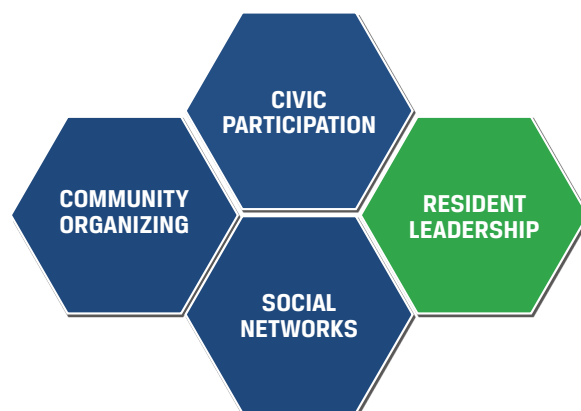 CIVIC
PARTICIPATION
COMMUNITY
ORGANIZING
RESIDENT
LEADERSHIP
SOCIAL
NETWORKS